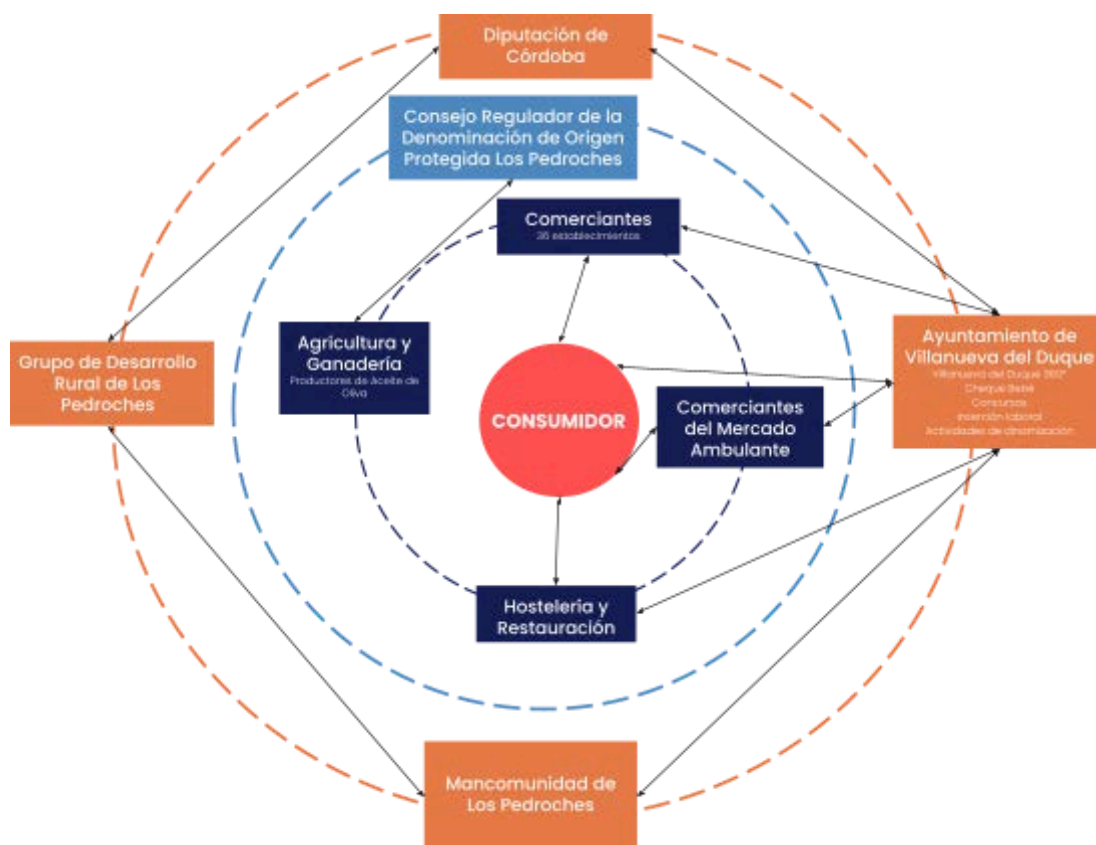 Diputación de
Córdoba
Consejo Regulador de la
Denominación de Origen
Protegida Los Pedroches
Comerciantes
36 establecimientos
Agricultura y
Ganadería
Productores de Aceite de
Oliva
Grupo de Desarrollo
Rural de Los
Pedroches
CONSUMIDOR
Comerciantes
del Mercado
Ambulante
Ayuntamiento de
Villanueva del Duque
Villanueva del Duque 360º
Cheque Bebé
Concursos
Inserción laboral
Actividades de dinamización
Hostelería y
Restauración
Mancomunidad de
Los Pedroches